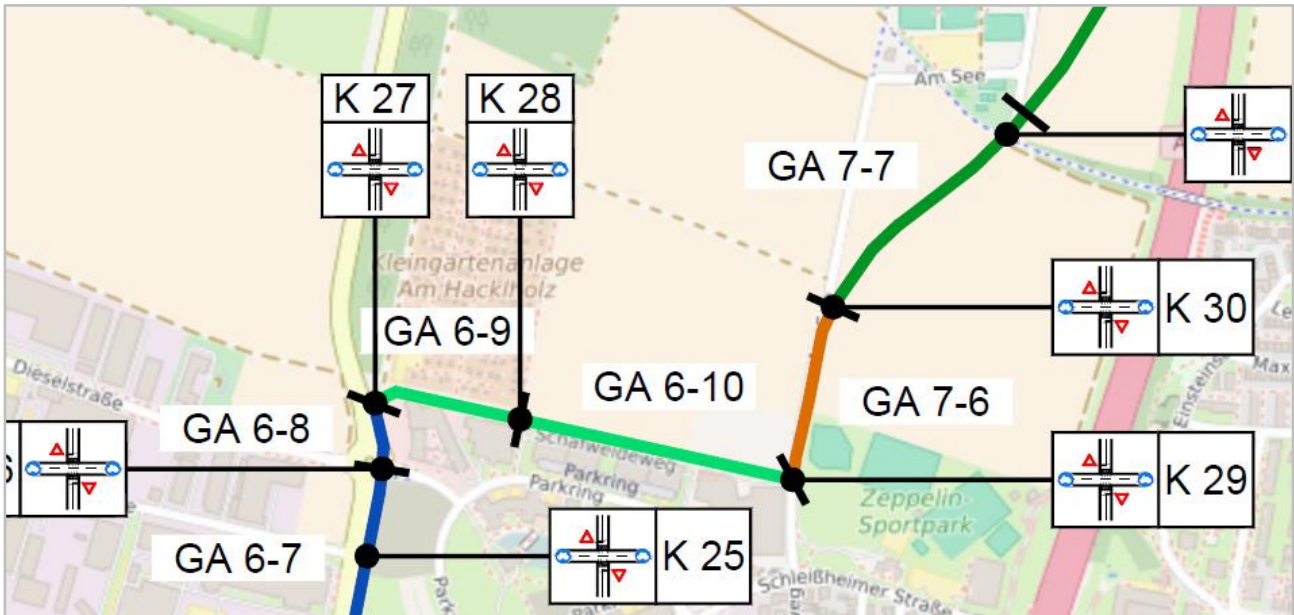 K 27
K 28
Am See
GA 7-7
Kleingartenanlage
Am Hacklholz
K 30
GA 6-9
Dieselstraße
GA 6-10
GA 7-6
GA 6-8
Schafweideweg
Parkring
Parkring
Zeppelin-
Sportpark
K 29
GA 6-7
K 25
Schleißheimer Straße